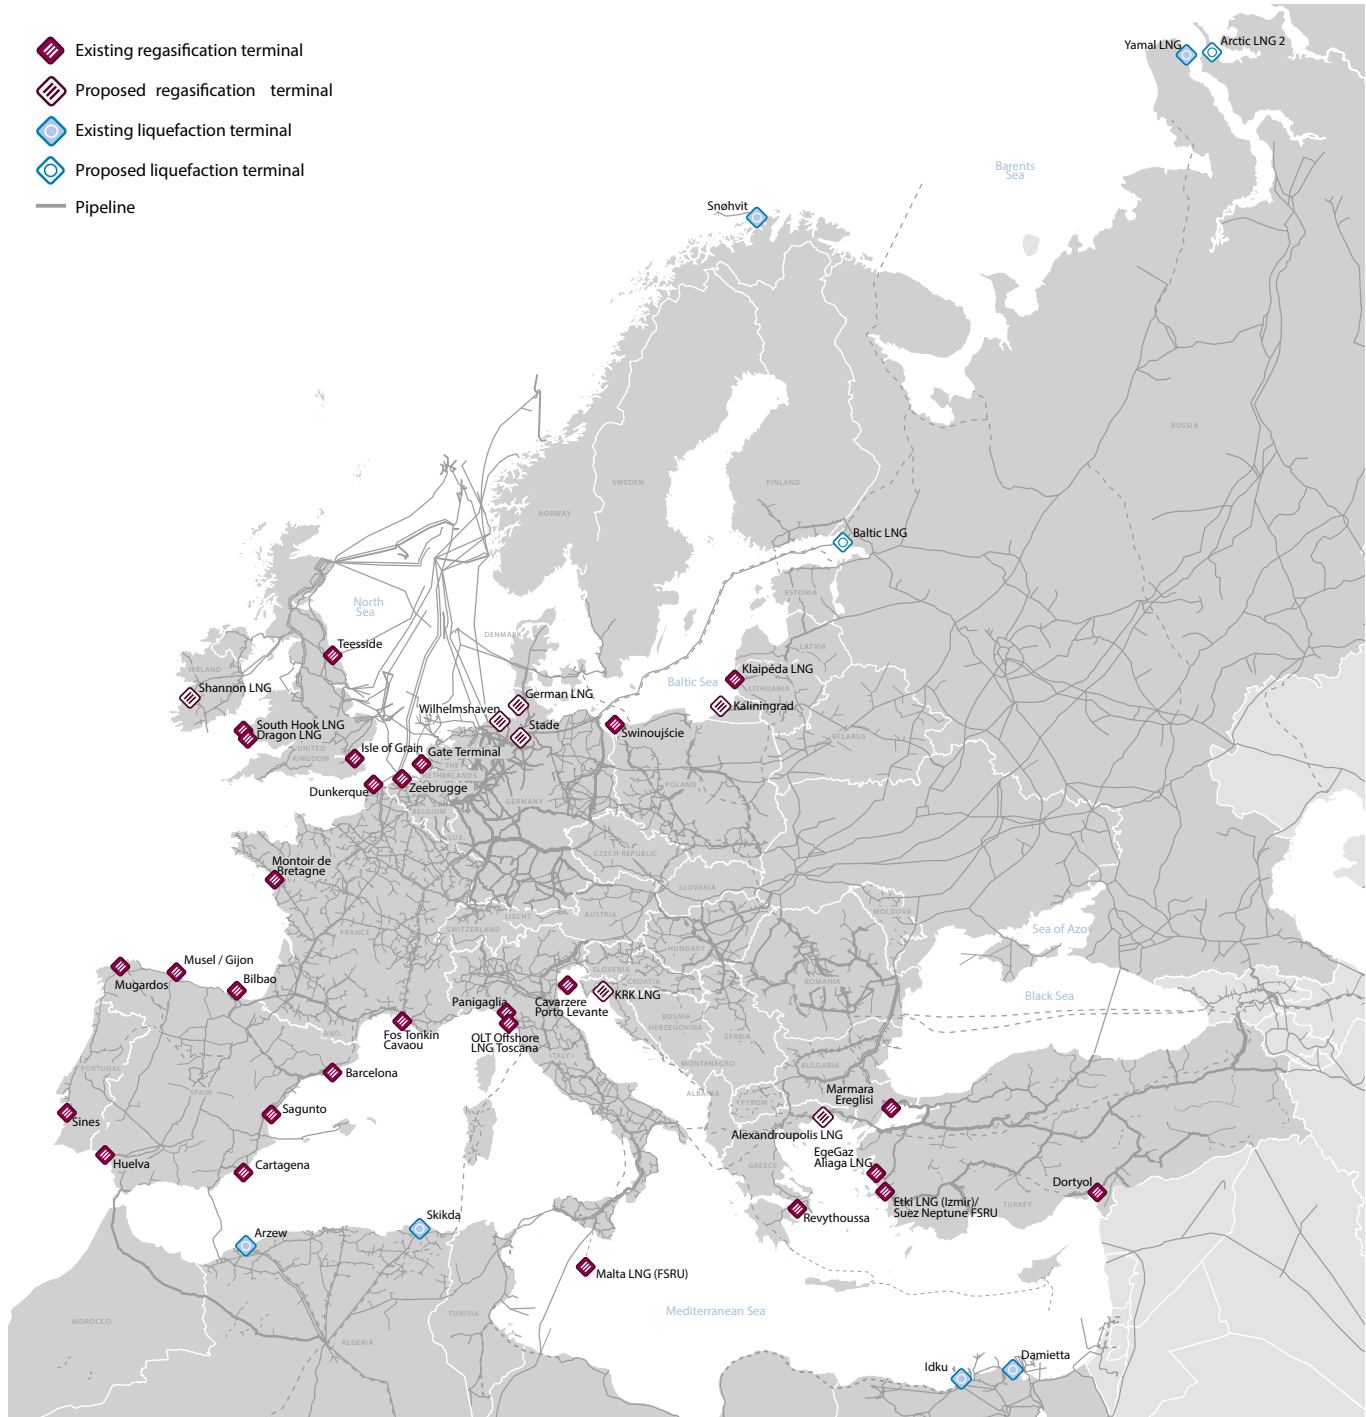 Existing regasification terminal
Proposed regasification terminal
Existing liquefaction terminal
Proposed liquefaction terminal
Pipeline
Yamal LNG
Arctic LNG 2
Barents
Sea
Snøhvit
RUSSIA
SWEDEN
FINLAND
NORWAY
Baltic LNG
North
Sea
ESTONIA
DENMARK
Teesside
LATVIA
IRELAND
Klaipéda LNG
Shannon LNG
Baltic Sea
LITHUANIA
German LNG
Kaliningrad
Wilhelmshaven
South Hook LNG
Stade
Dragon LNG
Swinoujście
BELARUS
UNITED
KINGDOM
Isle of Grain
Gate Terminal
THE
NETHERLANDS
Dunkerque
Zeebrugge
POLAND
GERMANY
BELGIUM
LUX.
CZECH REPUBLIC
Montoir de
Bretagne
SLOVAKIA
LIECHT.
AUSTRIA
MOLDOVA
SWITZERLAND
FRANCE
Sea of Azov
HUNGARY
Musel / Gijon
Mugardos
Bilbao
SLOVENIA
CROATIA
ROMANIA
KRK LNG
Black Sea
Panigaglia
Cavarzere
Porto Levante
BOSNIA
HERZEGOVINA
AND.
Fos Tonkin
Cavaou
OLT Offshore
LNG Toscana
SERBIA
ITALY
MONTENEGRO
BULGARIA
PORTUGAL
Barcelona
SPAIN
ALBANIA
Marmara
Ereglisi
FYROM
Sines
Sagunto
Alexandroupolis LNG
EgeGaz
Aliaga LNG
Huelva
Cartagena
GREECE
Dortyol
Etki LNG (Izmir)/
Suez Neptune FSRU
TURKEY
Revythoussa
Skikda
Arzew
Malta LNG (FSRU)
Mediterranean Sea
MOROCCO
TUNISIA
ALGERIA
Idku
Damietta